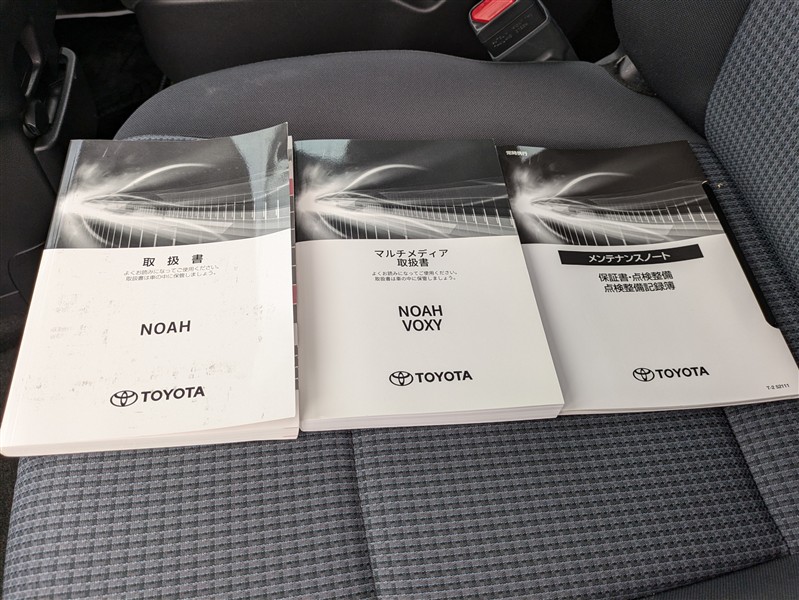 取扱書
よくお読みになってご使用ください。
取扱書は車の中に保管しましょう。
NOAH
TOYOTA
マルチメディア
取扱書
よくお読みになってご使用ください。
取扱書は車の中に保管しましょう。
NOAH
VOXY
TOYOTA
メンテナンスノート
保証書・点検整備
点検整備記録簿
TOYOTA